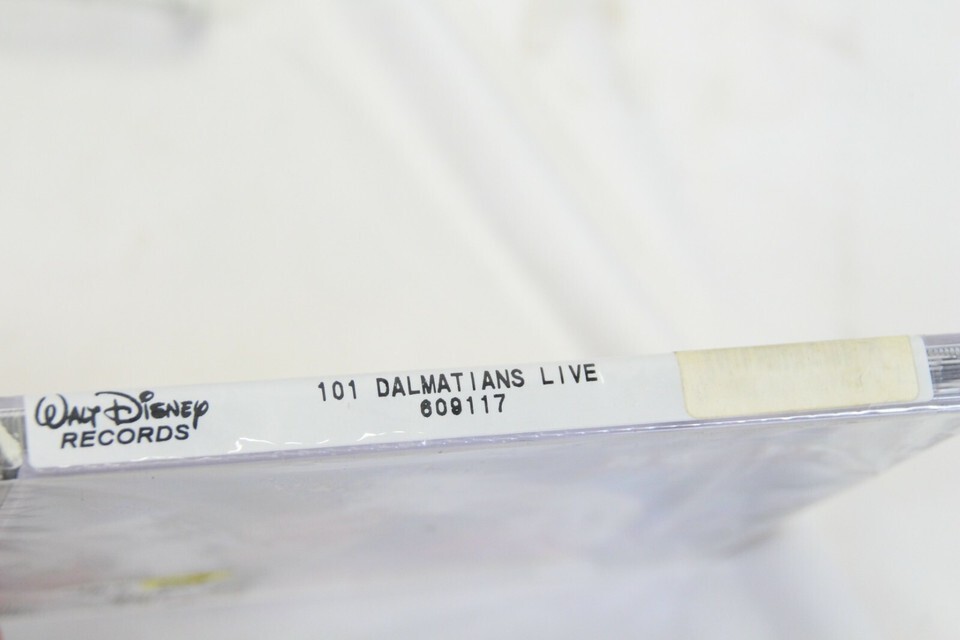 WALT DISNEY
RECORDS
101 DALMATIANS LIVE
609117